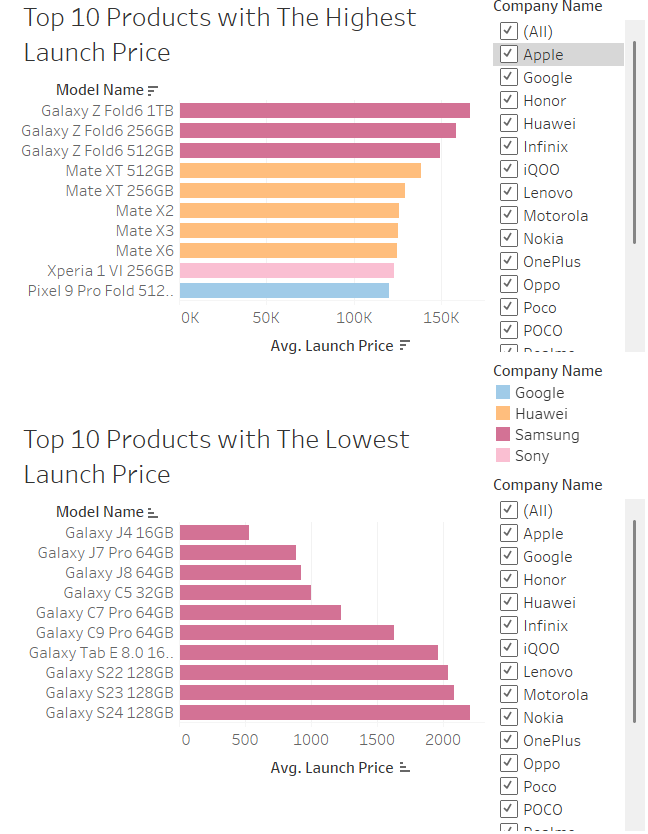 Top 10 Products with The Highest
Launch Price
Model Name
Galaxy Z Fold6 1TB
Galaxy Z Fold6 256GB
Galaxy Z Fold6 512GB
Mate XT 512GB
Mate XT 256GB
Mate X2
Mate X3
Mate X6
Xperia 1 VI 256GB
Pixel 9 Pro Fold 512..
0K 50K 100K 150K
Avg. Launch Price
Company Name
(All)
Apple
Google
Honor
Huawei
Infinix
iQOO
Lenovo
Motorola
Nokia
OnePlus
Oppo
Poco
POCO
Company Name
Google
Huawei
Samsung
Sony
Top 10 Products with The Lowest
Launch Price
Model Name
Galaxy J4 16GB
Galaxy J7 Pro 64GB
Galaxy J8 64GB
Galaxy C5 32GB
Galaxy C7 Pro 64GB
Galaxy C9 Pro 64GB
Galaxy Tab E 8.0 16..
Galaxy S22 128GB
Galaxy S23 128GB
Galaxy S24 128GB
0 500 1000 1500 2000
Avg. Launch Price
Company Name
(All)
Apple
Google
Honor
Huawei
Infinix
iQOO
Lenovo
Motorola
Nokia
OnePlus
Oppo
Poco
POCO